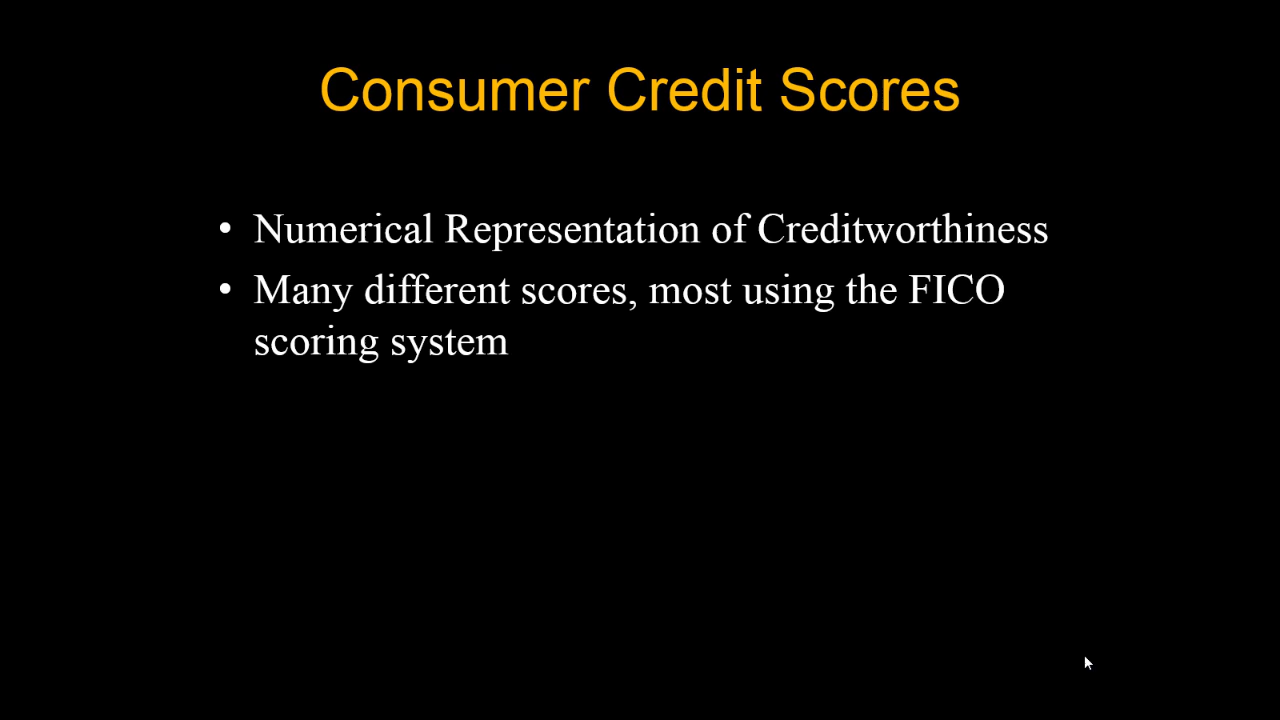 Consumer Credit Scores
• Numerical Representation of Creditworthiness
• Many different scores, most using the FICO
scoring system